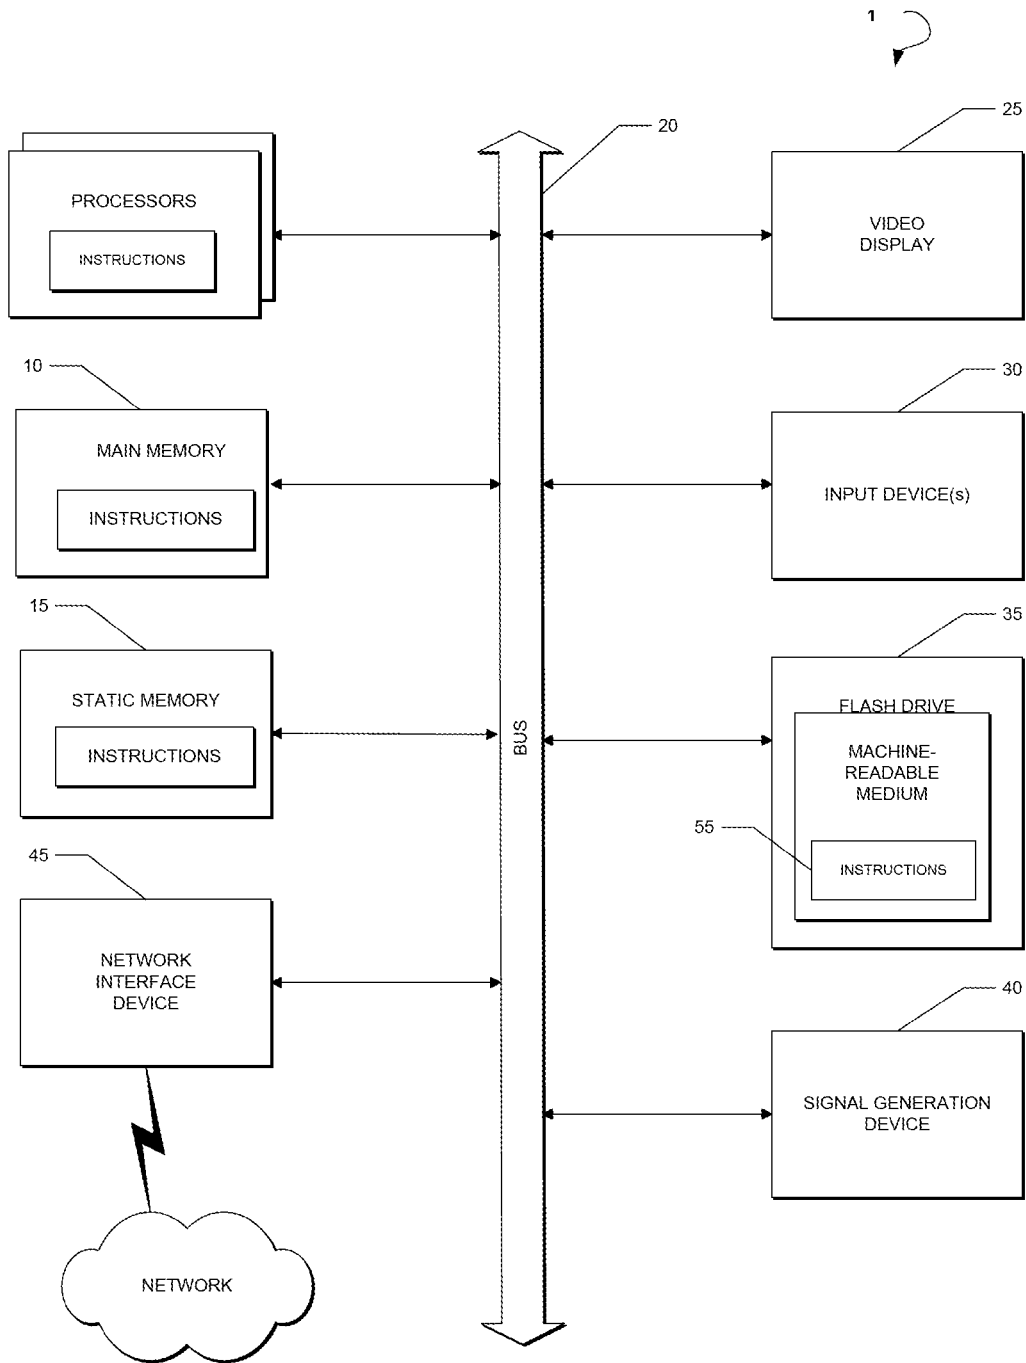 1
20
25
PROCESSORS
INSTRUCTIONS
VIDEO
DISPLAY
10
30
MAIN MEMORY
INSTRUCTIONS
INPUT DEVICE(s)
15
35
STATIC MEMORY
INSTRUCTIONS
BUS
FLASH DRIVE
MACHINE-
READABLE
MEDIUM
55
INSTRUCTIONS
45
NETWORK
INTERFACE
DEVICE
40
SIGNAL GENERATION
DEVICE
NETWORK